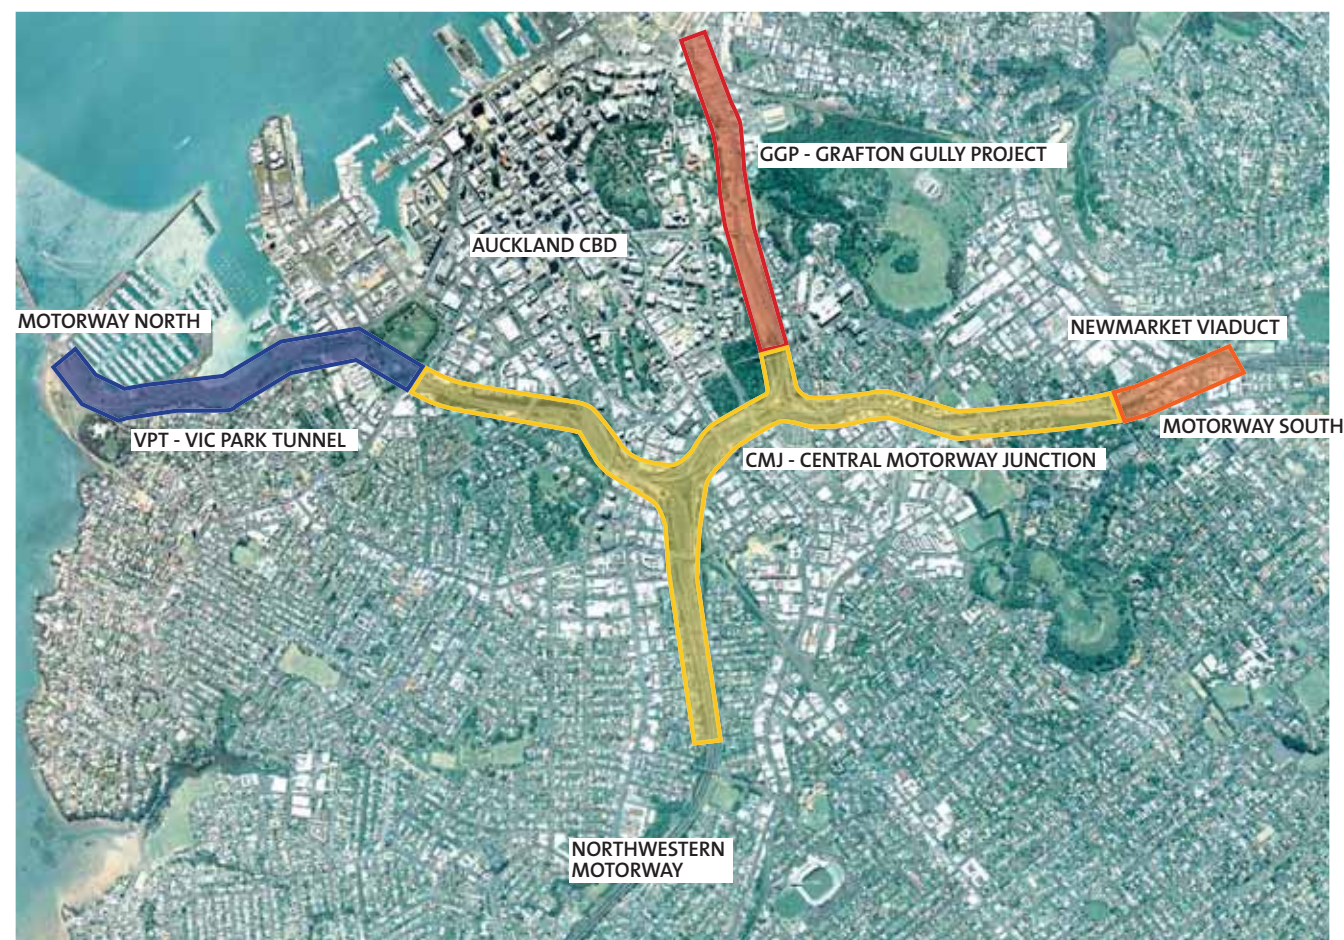 GGP - GRAFTON GULLY PROJECT
AUCKLAND CBD
MOTORWAY NORTH
NEWMARKET VIADUCT
MOTORWAY SOUTH
VPT - VIC PARK TUNNEL
CMJ - CENTRAL MOTORWAY JUNCTION
NORTHWESTERN
MOTORWAY